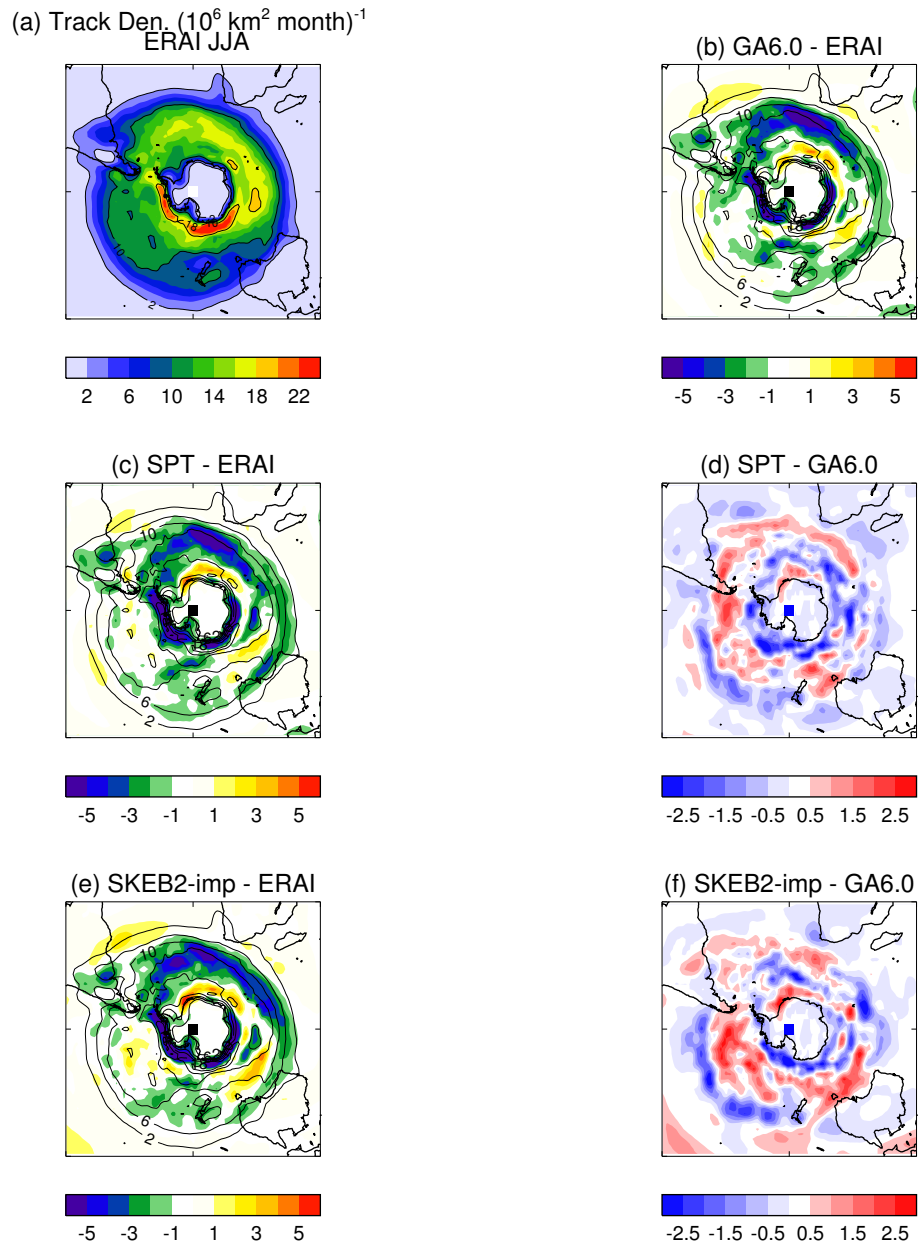 (a) Track Den. (10⁶ km² month)⁻¹
ERAI JJA
(b) GA6.0 - ERAI
10
2
10
6
2
2 6 10 14 18 22
-5 -3 -1 1 3 5
(c) SPT - ERAI
(d) SPT - GA6.0
10
6
2
-5 -3 -1 1 3 5
-2.5 -1.5 -0.5 0.5 1.5 2.5
(e) SKEB2-imp - ERAI
(f) SKEB2-imp - GA6.0
10
6
2
-5 -3 -1 1 3 5
-2.5 -1.5 -0.5 0.5 1.5 2.5